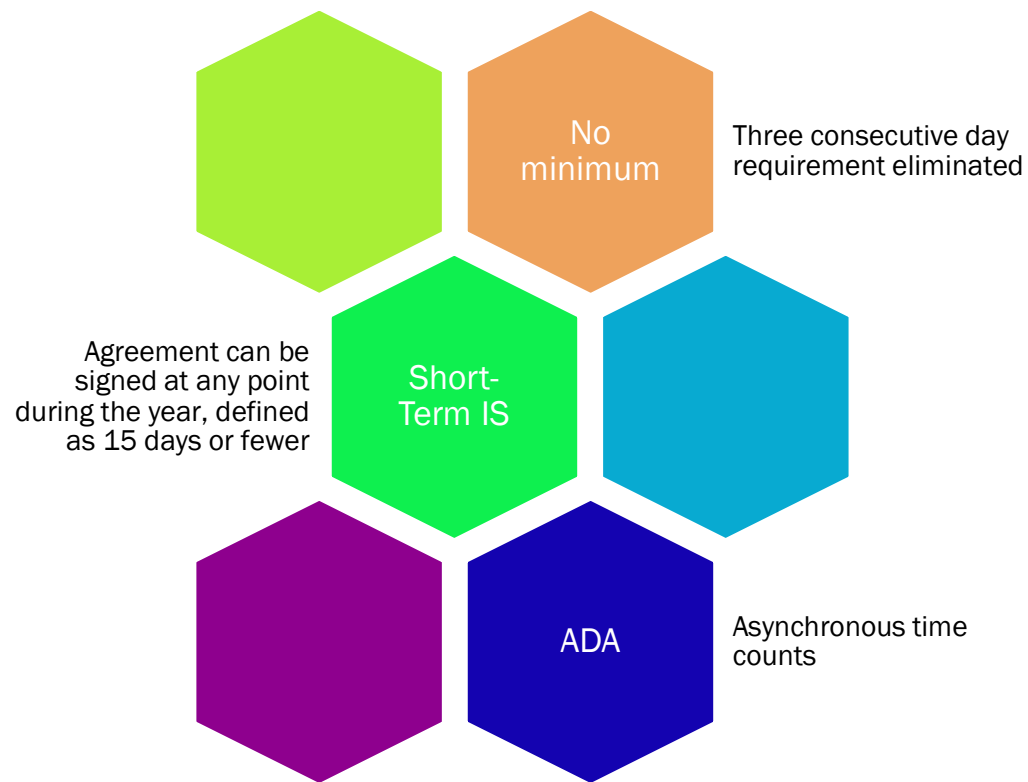 No
minimum
Three consecutive day
requirement eliminated
Agreement can be
signed at any point
during the year, defined
as 15 days or fewer
Short-
Term IS
ADA
Asynchronous time
counts